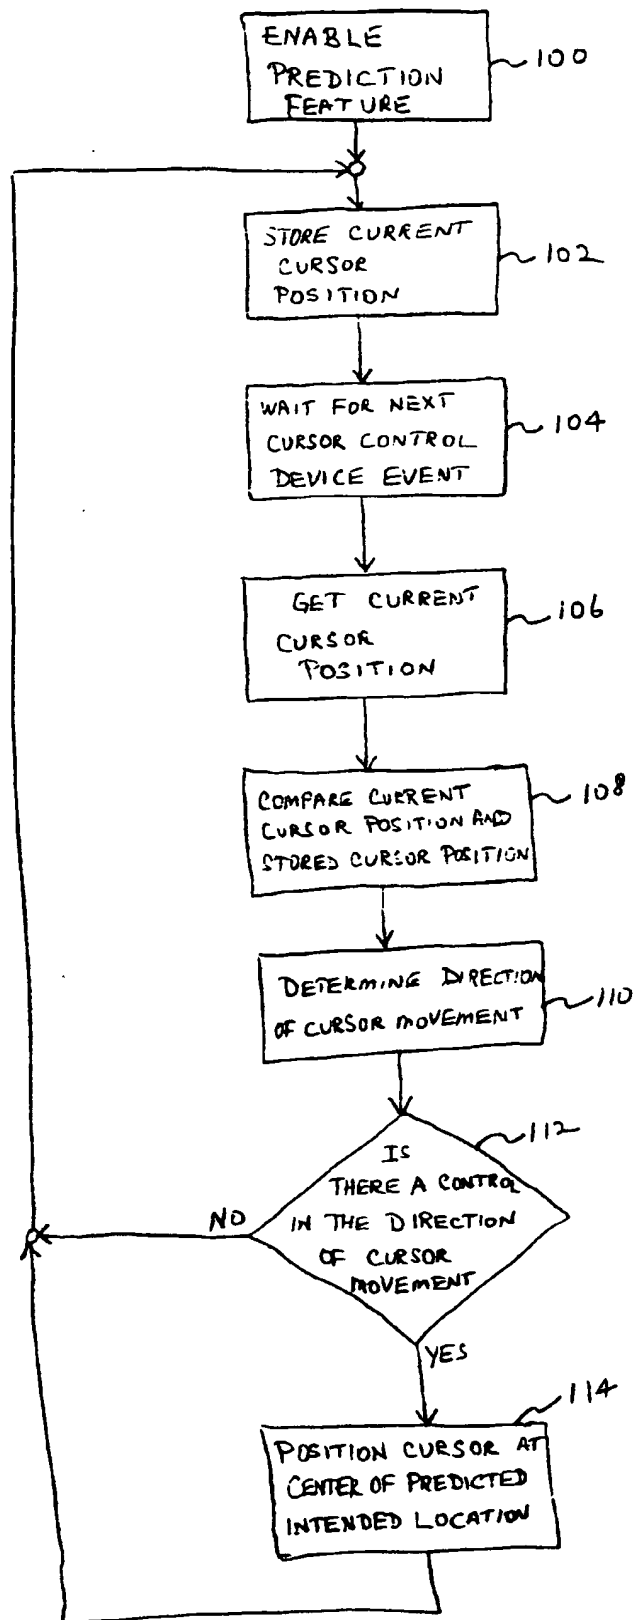 ENABLE
PREDICTION
FEATURE
100
STORE CURRENT
CURSOR
POSITION
102
WAIT FOR NEXT
CURSOR CONTROL
DEVICE EVENT
104
GET CURRENT
CURSOR
POSITION
106
COMPARE CURRENT
CURSOR POSITION AND
STORED CURSOR POSITION
108
DETERMINE DIRECTION
OF CURSOR MOVEMENT
110
112
IS
THERE A CONTROL
IN THE DIRECTION
OF CURSOR
MOVEMENT
NO
YES
114
POSITION CURSOR AT
CENTER OF PREDICTED
INTENDED LOCATION